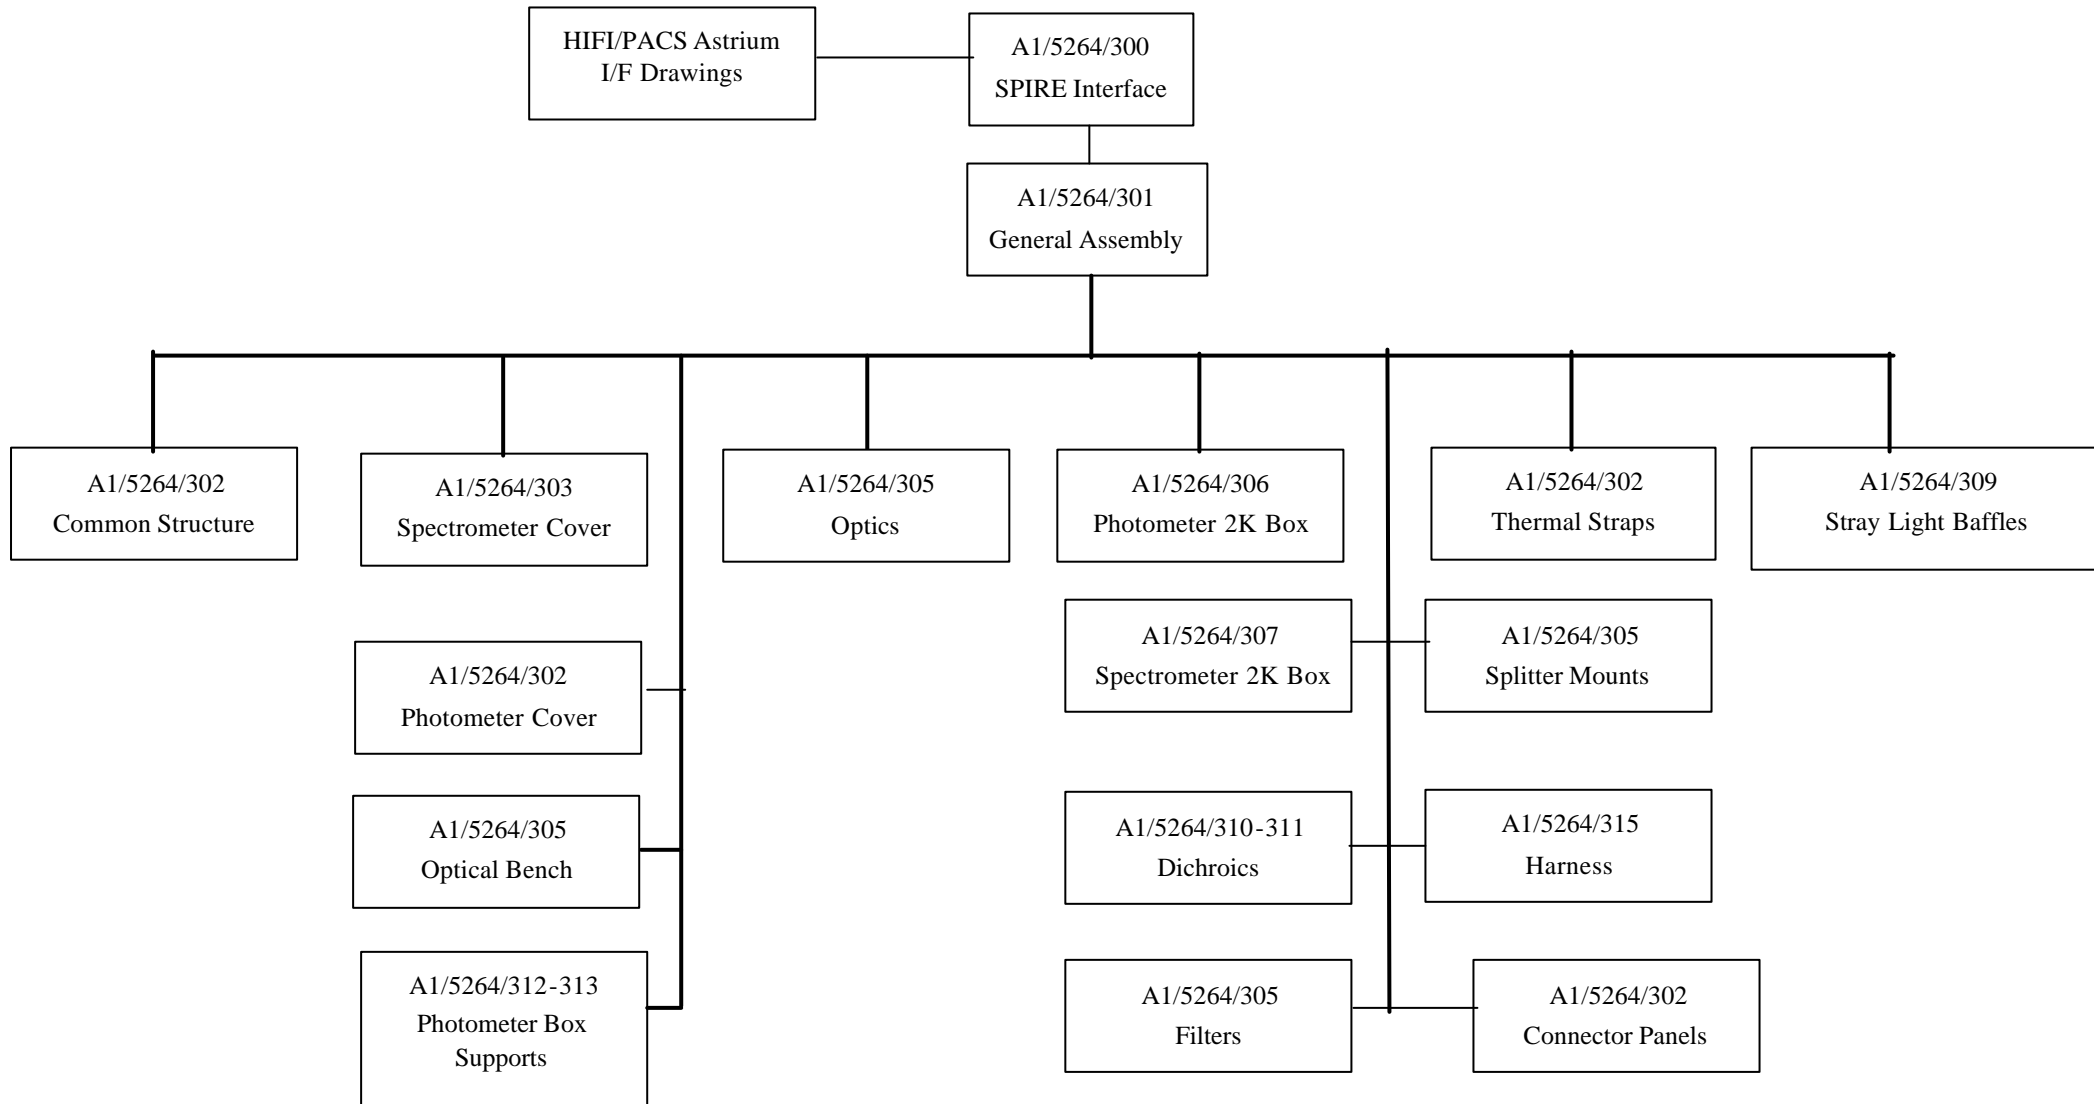 HIFI/PACS Astrium
I/F Drawings
A1/5264/300
SPIRE Interface
A1/5264/301
General Assembly
A1/5264/302
Common Structure
A1/5264/303
Spectrometer Cover
A1/5264/305
Optics
A1/5264/306
Photometer 2K Box
A1/5264/302
Thermal Straps
A1/5264/309
Stray Light Baffles
A1/5264/302
Photometer Cover
A1/5264/307
Spectrometer 2K Box
A1/5264/305
Splitter Mounts
A1/5264/305
Optical Bench
A1/5264/310-311
Dichroics
A1/5264/315
Harness
A1/5264/312-313
Photometer Box
Supports
A1/5264/305
Filters
A1/5264/302
Connector Panels